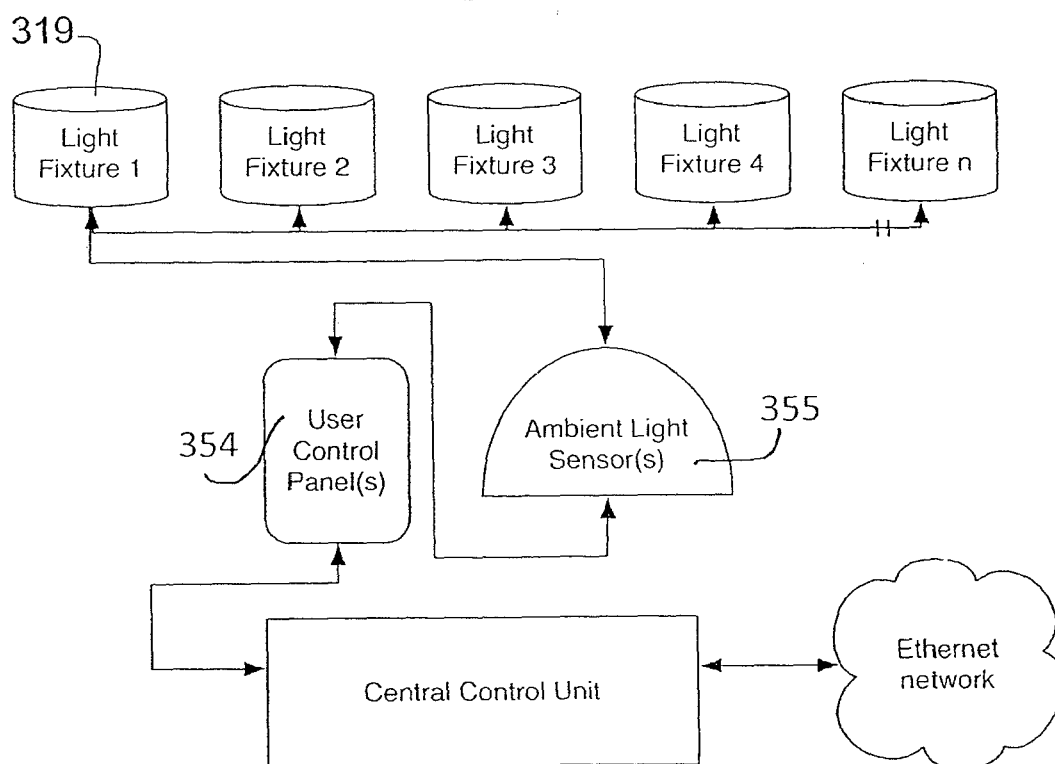 319
Light
Fixture 1
Light
Fixture 2
Light
Fixture 3
Light
Fixture 4
Light
Fixture n
354
User
Control
Panel(s)
Ambient Light
Sensor(s)
355
Central Control Unit
Ethernet
network